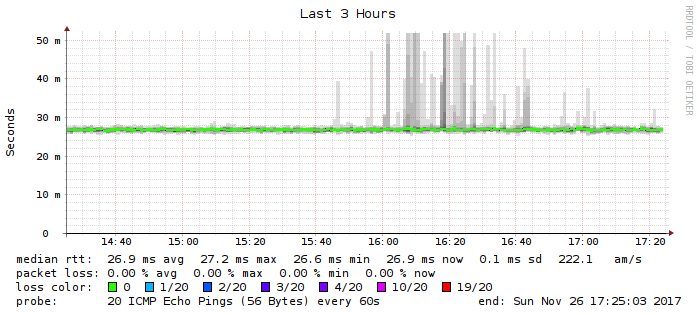 Last 3 Hours
RRDTOOL / TOBI OETIKER
Seconds
50 m
40 m
30 m
20 m
10 m
0
14:40 15:00 15:20 15:40 16:00 16:20 16:40 17:00 17:20
median rtt: 26.9 ms avg 27.2 ms max 26.6 ms min 26.9 ms now 0.1 ms sd 222.1 am/s
packet loss: 0.00 % avg 0.00 % max 0.00 % min 0.00 % now
loss color: 0 1/20 2/20 3/20 4/20 10/20 19/20
probe: 20 ICMP Echo Pings (56 Bytes) every 60s end: Sun Nov 26 17:25:03 2017